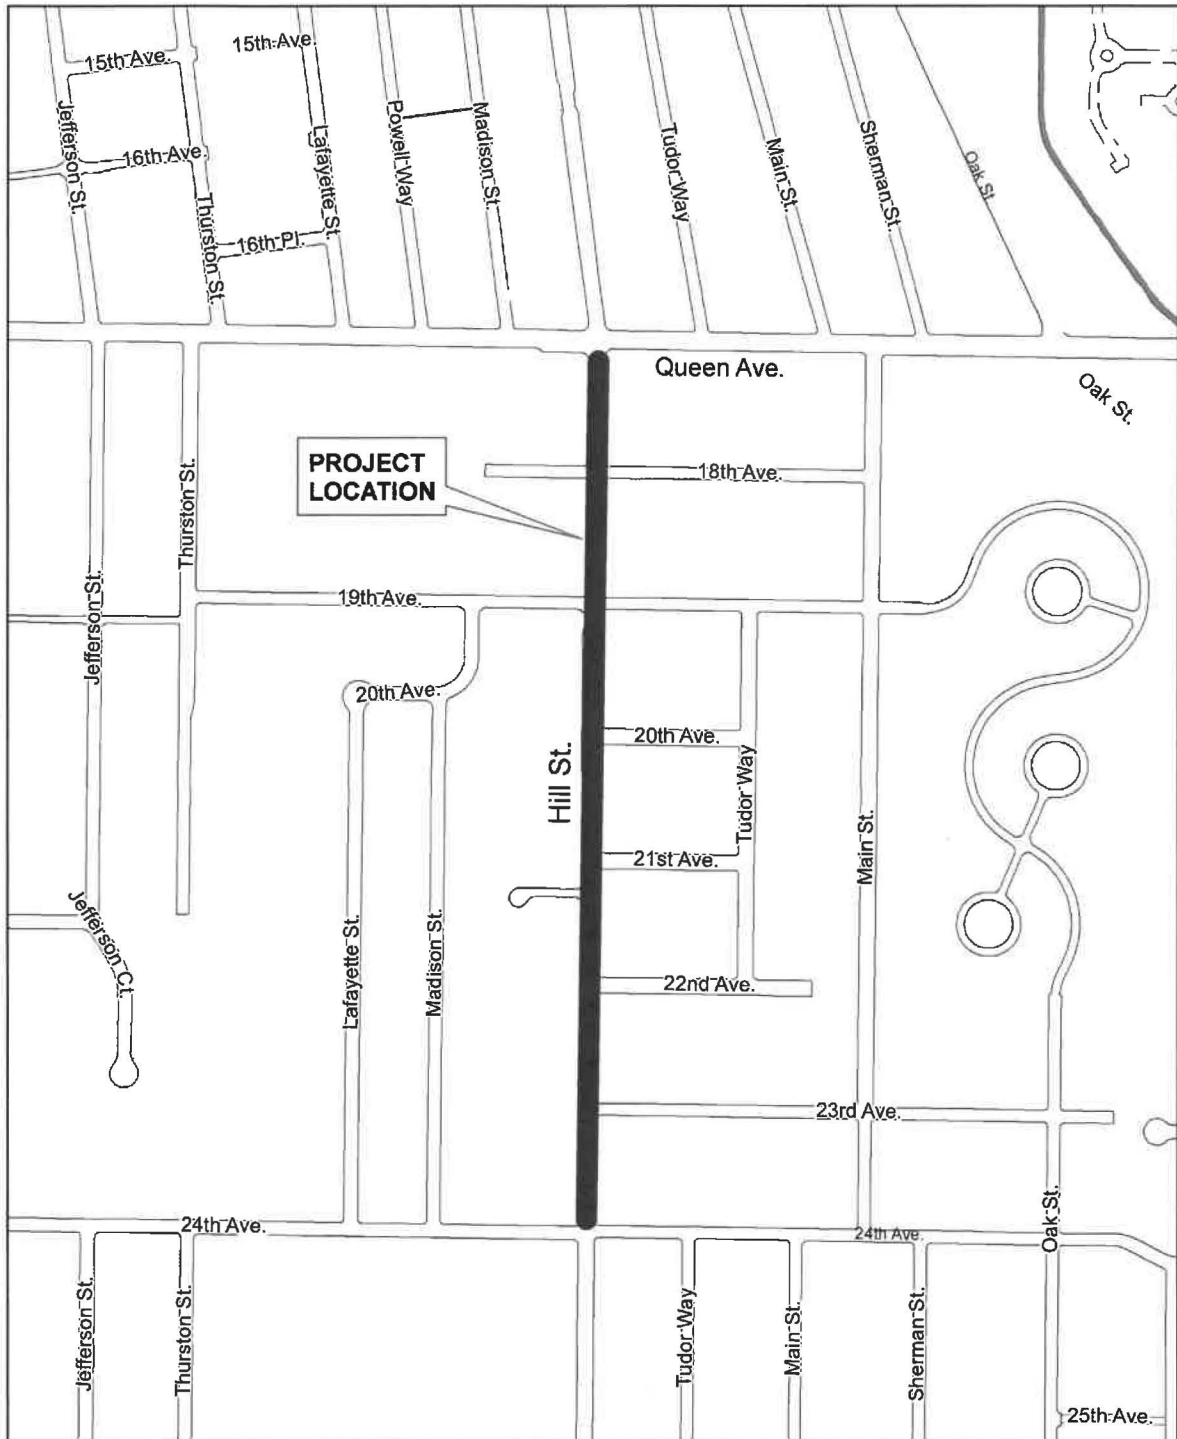 15th Ave.
15th Ave.
Jefferson St.
16th Ave.
Thurston St.
16th Pl.
Lafayette St.
Powell Way
Madison St.
Tudor Way
Main St.
Sherman St.
Oak St
Queen Ave.
Oak St.
PROJECT
LOCATION
18th Ave.
Thurston St.
Jefferson St.
19th Ave.
20th Ave.
Hill St.
20th Ave.
Tudor Way
21st Ave.
Main St.
Jefferson Ct.
Lafayette St.
Madison St.
22nd Ave.
23rd Ave.
24th Ave.
24th Ave.
Oak St.
Jefferson St.
Thurston St.
Tudor Way
Main St.
Sherman St.
25th Ave.